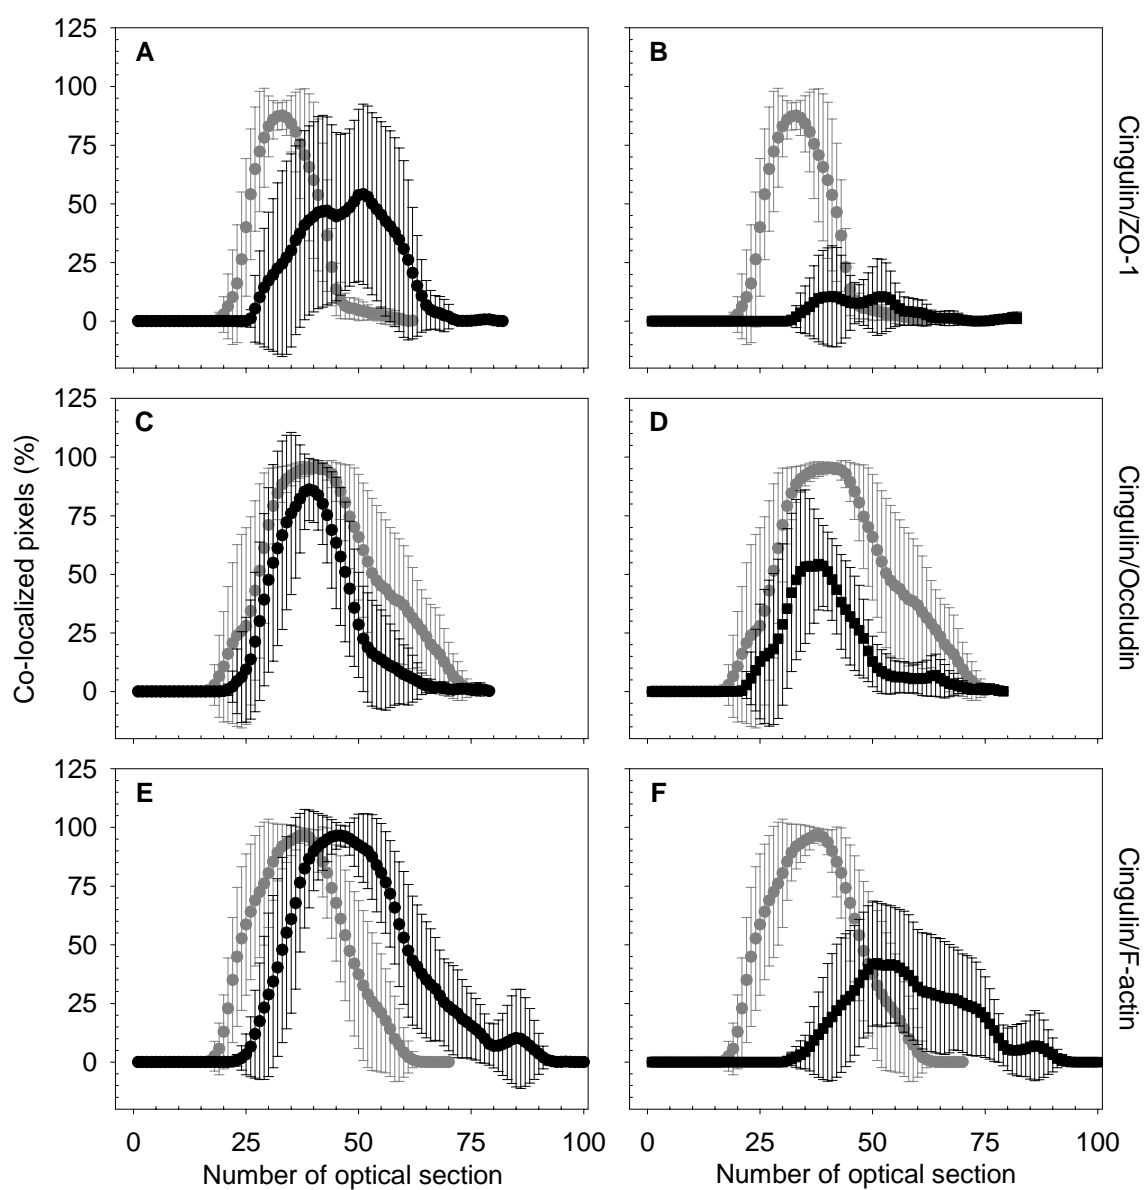 125
100
75
50
25
0
A
B
Cingulin/ZO-1
125
100
75
50
25
0
C
D
Cingulin/Occludin
Co-localized pixels (%)
125
100
75
50
25
0
E
F
Cingulin/F-actin
0 25 50 75 100
0 25 50 75 100
Number of optical section
Number of optical section